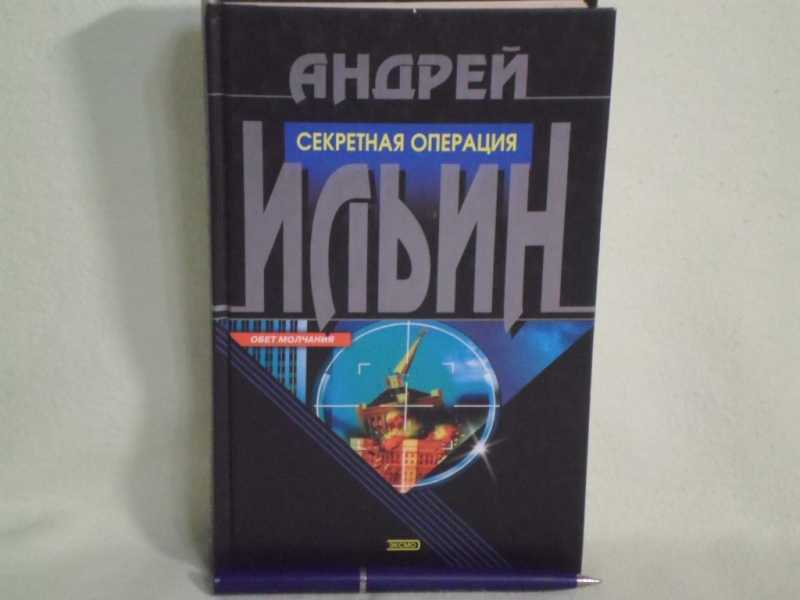 АНДРЕЙ
СЕКРЕТНАЯ ОПЕРАЦИЯ
ИЛЬИН
ОБЕТ МОЛЧАНИЯ
ЭКСМО